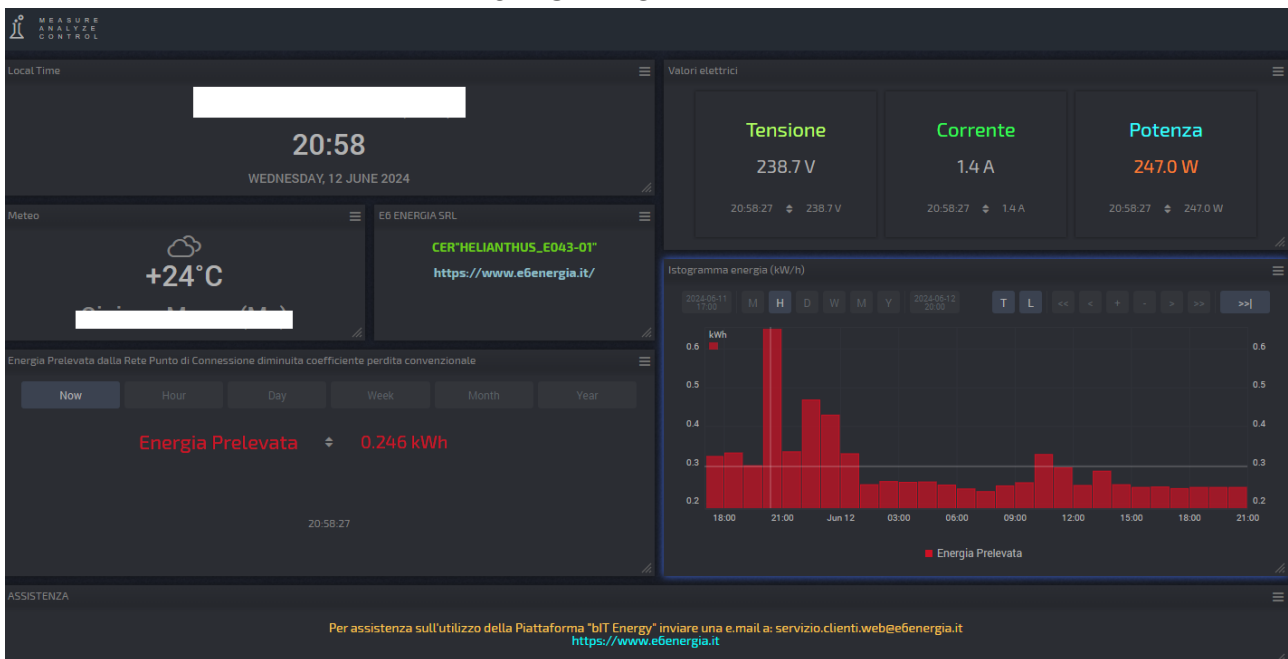 MEASURE
ANALYZE
CONTROL
Local Time
20:58
WEDNESDAY, 12 JUNE 2024
Meteo
+24°C
E6 ENERGIA SRL
CER"HELIANTHUS_E043-01"
https://www.e6energia.it/
Energia Prelevata dalla Rete Punto di Connessione diminuita coefficiente perdita convenzionale
Now Hour Day Week Month Year
Energia Prelevata 0.246 kWh
20:58:27
Valori elettrici
Tensione
238.7 V
20:58:27 238.7 V
Corrente
1.4 A
20:58:27 1.4 A
Potenza
247.0 W
20:58:27 247.0 W
Istogramma energia (kW/h)
2024-06-11
17:00
M H D W M Y
2024-06-12
20:00
T L << < + - > >> >>|
kWh
0.6 0.6
0.5 0.5
0.4 0.4
0.3 0.3
0.2 0.2
18:00 21:00 Jun 12 03:00 06:00 09:00 12:00 15:00 18:00 21:00
Energia Prelevata
ASSISTENZA
Per assistenza sull'utilizzo della Piattaforma "bIT Energy" inviare una e.mail a: servizio.clienti.web@e6energia.it
https://www.e6energia.it